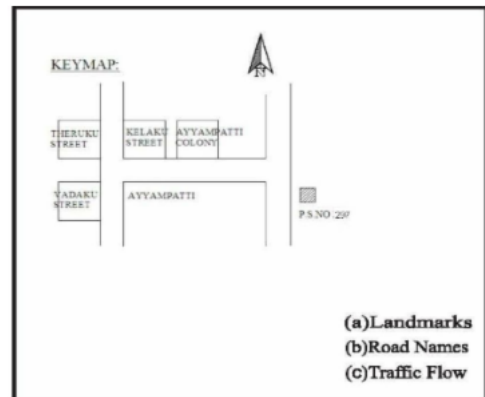 N
KEYMAP:
THERUKU
STREET
KELAKU
STREET
AYYAMPATTI
COLONY
VADAKU
STREET
AYYAMPATTI
P.S.NO :297
(a)Landmarks
(b)Road Names
(c)Traffic Flow